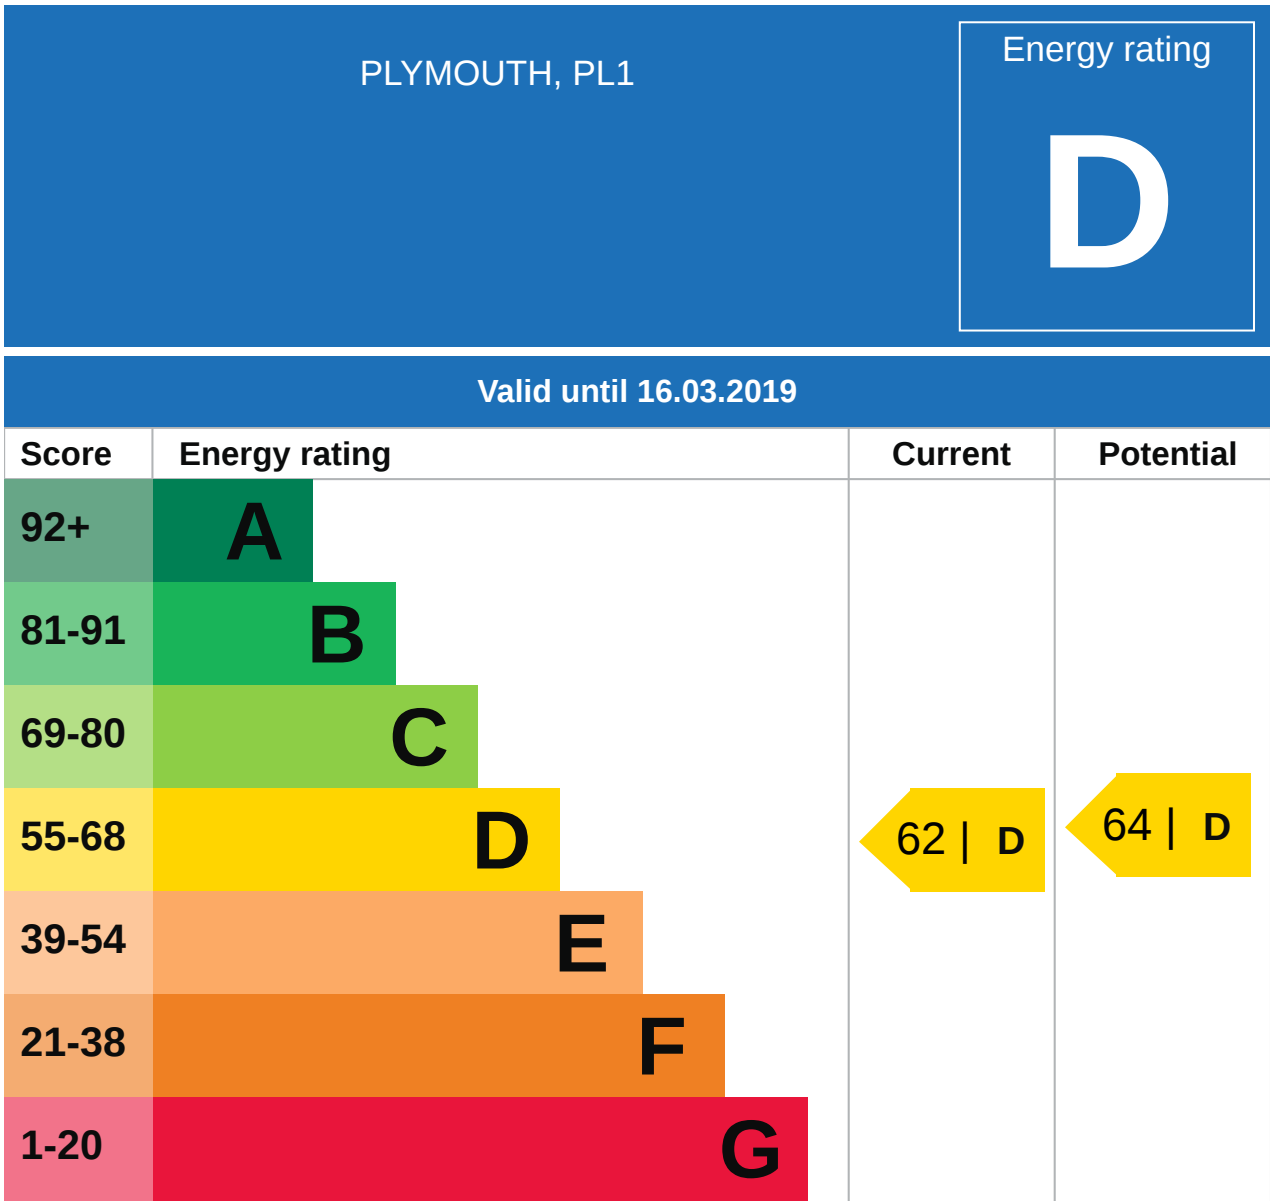 PLYMOUTH, PL1
Energy rating
D
Valid until 16.03.2019
Score Energy rating Current Potential
92+ A
81-91 B
69-80 C
55-68 D 62 | D 64 | D
39-54 E
21-38 F
1-20 G